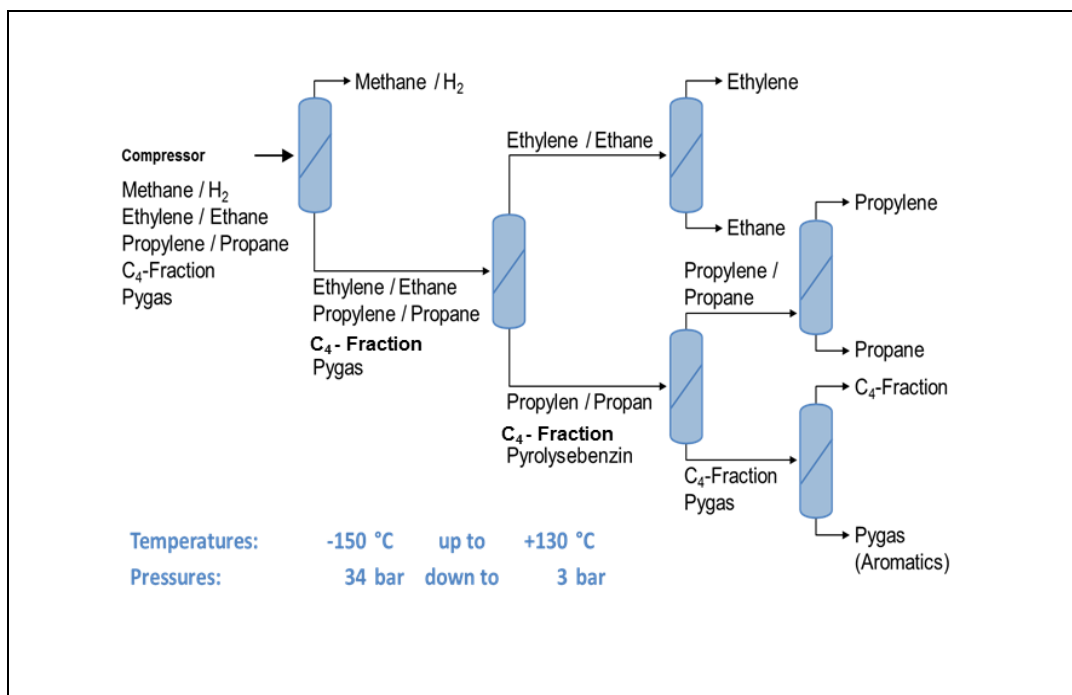 Methane / H₂
Ethylene
Ethylene / Ethane
Compressor
Methane / H₂
Ethylene / Ethane
Propylene / Propane
C₄-Fraction
Pygas
Propylene
Ethane
Propylene /
Propane
Ethylene / Ethane
Propylene / Propane
C₄- Fraction
Pygas
Propane
C₄-Fraction
Propylen / Propan
C₄- Fraction
Pyrolysebenzin
C₄-Fraction
Pygas
Pygas
(Aromatics)
Temperatures: -150 °C up to +130 °C
Pressures: 34 bar down to 3 bar